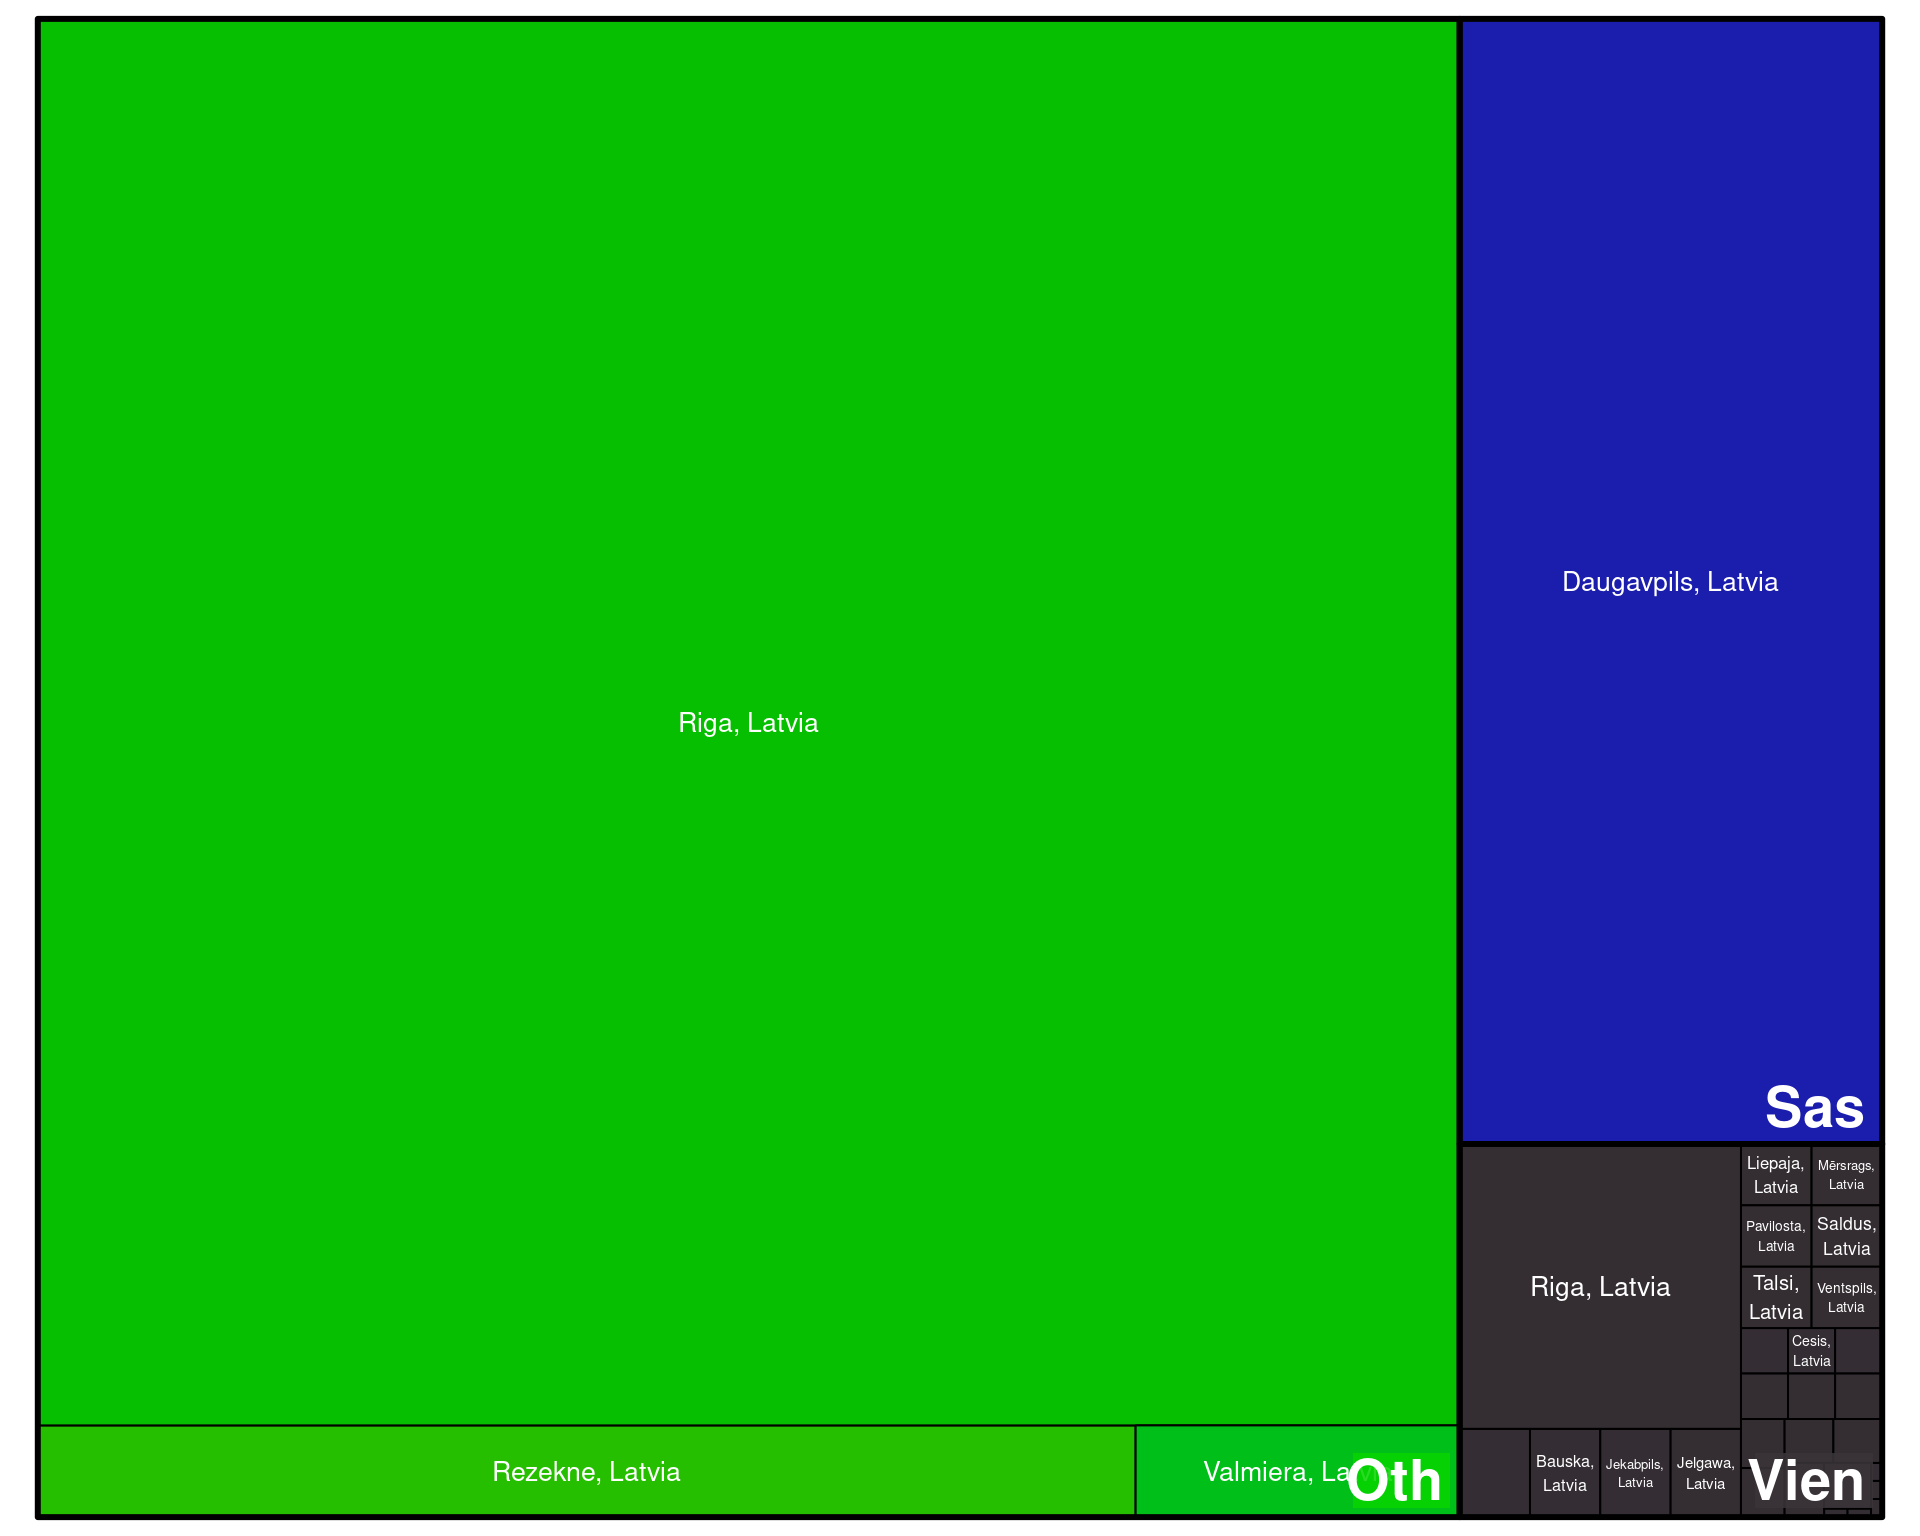 Riga, Latvia
Rezekne, Latvia
Valmiera, La
Oth
Daugavpils, Latvia
Sas
Riga, Latvia
Liepaja,
Latvia
Mērsrags,
Latvia
Pavilosta,
Latvia
Saldus,
Latvia
Talsi,
Latvia
Ventspils,
Latvia
Cesis,
Latvia
Bauska,
Latvia
Jekabpils,
Latvia
Jelgawa,
Latvia
Vien